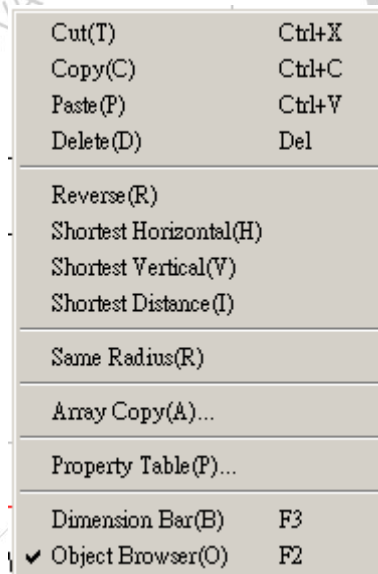 Cut(T) Ctrl+X
Copy(C) Ctrl+C
Paste(P) Ctrl+V
Delete(D) Del
Reverse(R)
Shortest Horizontal(H)
Shortest Vertical(V)
Shortest Distance(I)
Same Radius(R)
Array Copy(A)...
Property Table(P)...
Dimension Bar(B) F3
✔ Object Browser(O) F2